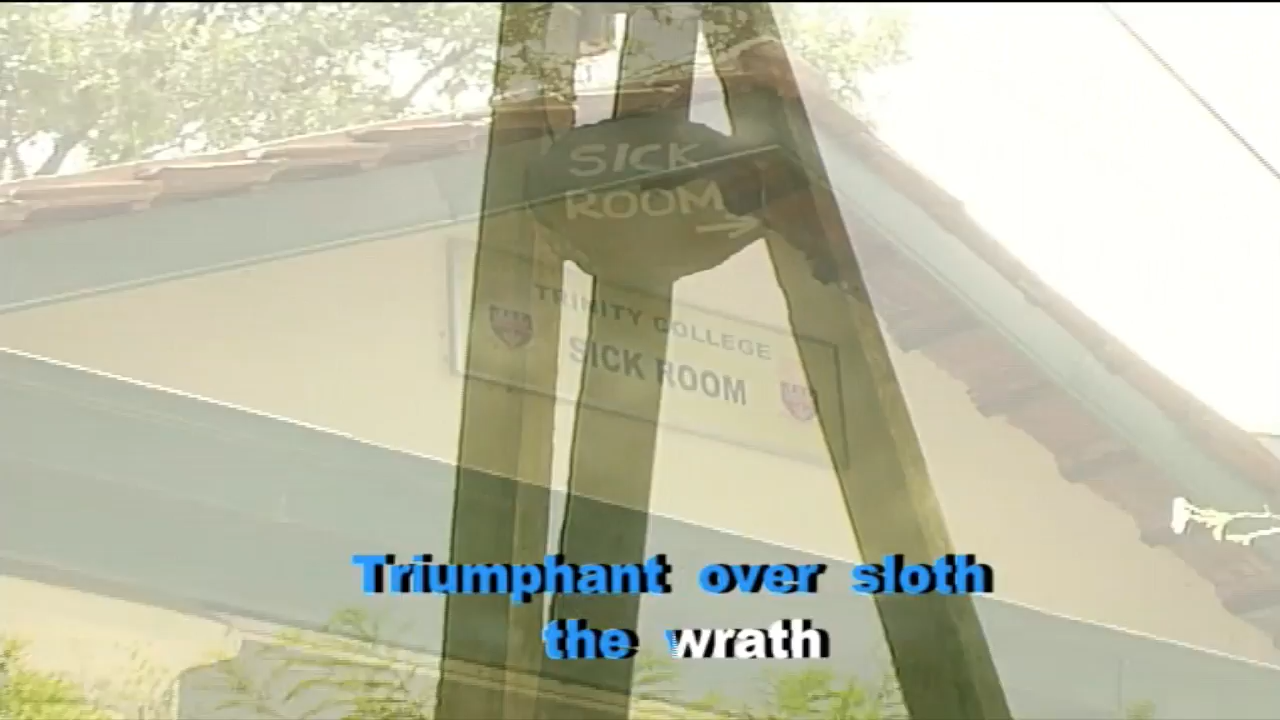 SICK
ROOM
TRINITY COLLEGE
SICK ROOM
Triumphant over sloth
the wrath